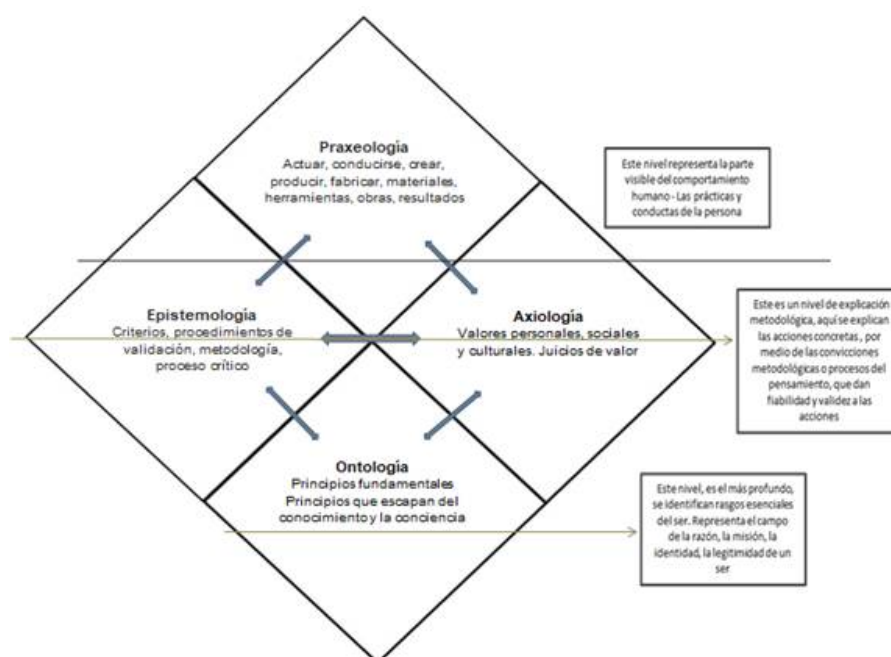 Praxeología
Actuar, conducirse, crear,
producir, fabricar, materiales,
herramientas, obras, resultados
Este nivel representa la parte
visible del comportamiento
humano - Las prácticas y
conductas de la persona
Epistemología
Criterios, procedimientos de
validación, metodología,
proceso crítico
Axiología
Valores personales, sociales
y culturales. Juicios de valor
Este es un nivel de explicación
metodológica, aquí se explican
las acciones concretas , por
medio de las convicciones
metodológicas o procesos del
pensamiento, que dan
fiabilidad y validez a las
acciones
Ontología
Principios fundamentales
Principios que escapan del
conocimiento y la conciencia
Este nivel, es el más profundo,
se identifican rasgos esenciales
del ser. Representa el campo
de la razón, la misión, la
identidad, la legitimidad de un
ser